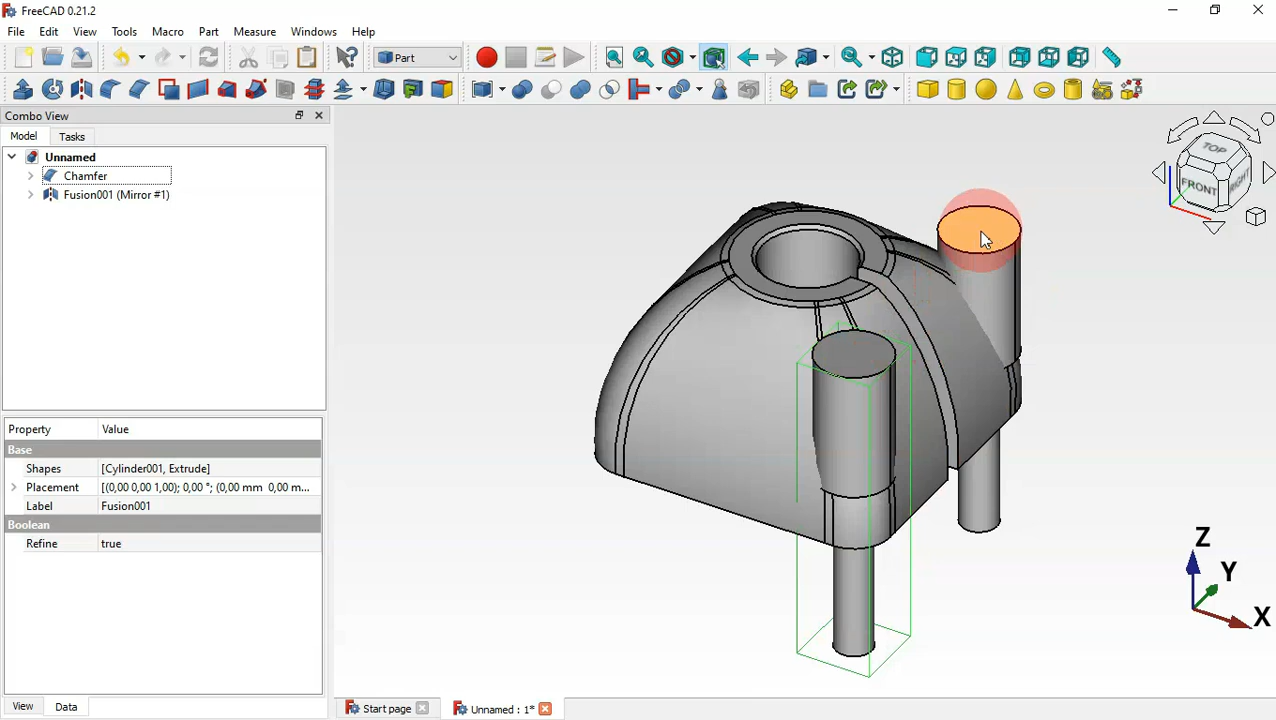 FreeCAD 0.21.2
File Edit View Tools Macro Part Measure Windows Help
Part
Combo View
Model Tasks
Unnamed
Chamfer
Fusion001 (Mirror #1)
TOP
FRONT
RIGHT
Property Value
Base
Shapes [Cylinder001, Extrude]
Placement [(0,00 0,00 1,00); 0,00 °; (0,00 mm 0,00 m...
Label Fusion001
Boolean
Refine true
Z
Y
X
View Data
Start page
Unnamed : 1*